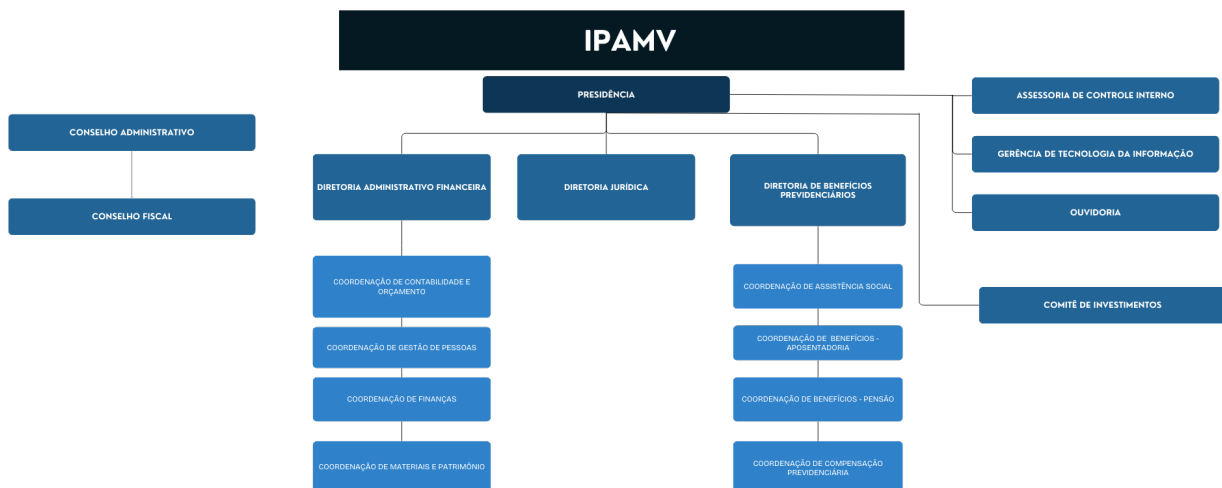 IPAMV
PRESIDÊNCIA
ASSESSORIA DE CONTROLE INTERNO
CONSELHO ADMINISTRATIVO
GERÊNCIA DE TECNOLOGIA DA INFORMAÇÃO
DIRETORIA ADMINISTRATIVO FINANCEIRA
DIRETORIA JURÍDICA
DIRETORIA DE BENEFÍCIOS
PREVIDENCIÁRIOS
CONSELHO FISCAL
OUVIDORIA
COORDENAÇÃO DE CONTABILIDADE E
ORÇAMENTO
COORDENAÇÃO DE ASSISTÊNCIA SOCIAL
COMITÊ DE INVESTIMENTOS
COORDENAÇÃO DE GESTÃO DE PESSOAS
COORDENAÇÃO DE BENEFÍCIOS -
APOSENTADORIA
COORDENAÇÃO DE FINANÇAS
COORDENAÇÃO DE BENEFÍCIOS - PENSÃO
COORDENAÇÃO DE MATERIAIS E PATRIMÔNIO
COORDENAÇÃO DE COMPENSAÇÃO
PREVIDENCIÁRIA